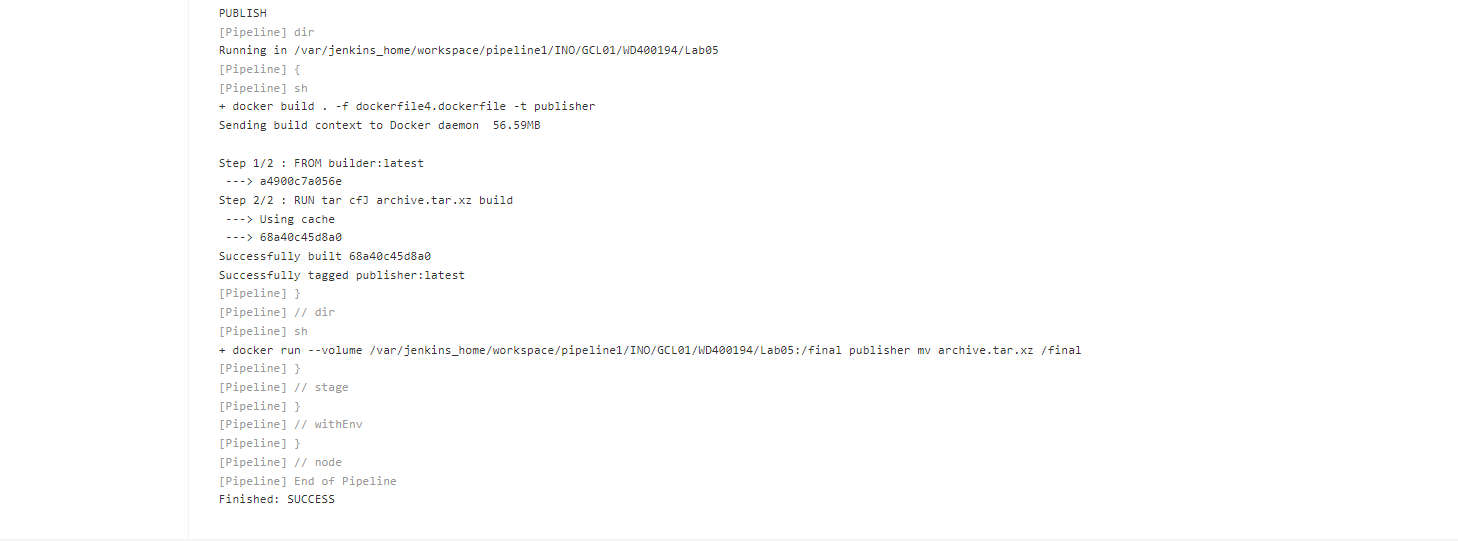 PUBLISH
[Pipeline] dir
Running in /var/jenkins_home/workspace/pipeline1/INO/GCL01/WD400194/Lab05
[Pipeline] {
[Pipeline] sh
+ docker build . -f dockerfile4.dockerfile -t publisher
Sending build context to Docker daemon  56.59MB
Step 1/2 : FROM builder:latest
---> a4900c7a056e
Step 2/2 : RUN tar cfJ archive.tar.xz build
---> Using cache
---> 68a40c45d8a0
Successfully built 68a40c45d8a0
Successfully tagged publisher:latest
[Pipeline] }
[Pipeline] // dir
[Pipeline] sh
+ docker run --volume /var/jenkins_home/workspace/pipeline1/INO/GCL01/WD400194/Lab05:/final publisher mv archive.tar.xz /final
[Pipeline] }
[Pipeline] // stage
[Pipeline] }
[Pipeline] // withEnv
[Pipeline] }
[Pipeline] // node
[Pipeline] End of Pipeline
Finished: SUCCESS